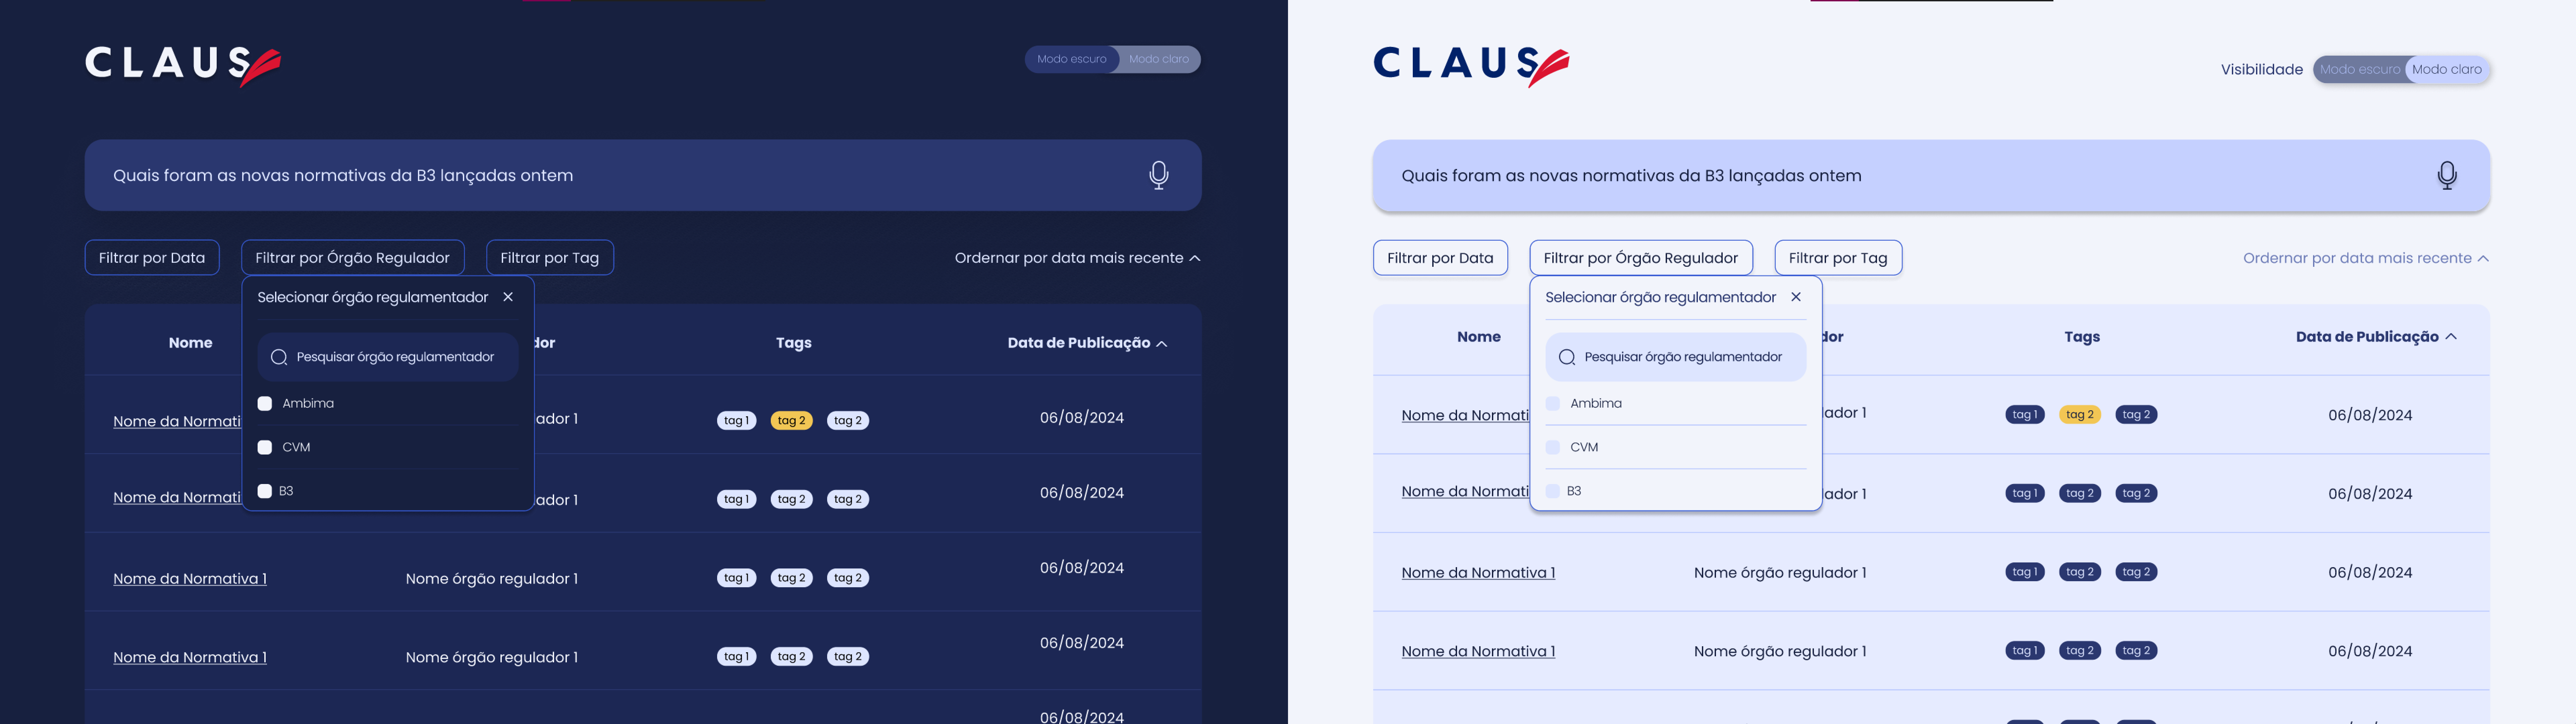 CLAUS
Modo escuro Modo claro
Quais foram as novas normativas da B3 lançadas ontem
Filtrar por Data Filtrar por Órgão Regulador Filtrar por Tag Ordernar por data mais recente
Selecionar órgão regulamentador
Nome dor Tags Data de Publicação
Pesquisar órgão regulamentador
Ambima
Nome da Normati ador 1 tag 1 tag 2 tag 2 06/08/2024
CVM
B3
Nome da Normati ador 1 tag 1 tag 2 tag 2 06/08/2024
Nome da Normativa 1 Nome órgão regulador 1 tag 1 tag 2 tag 2 06/08/2024
Nome da Normativa 1 Nome órgão regulador 1 tag 1 tag 2 tag 2 06/08/2024
06/08/2024
CLAUS
Visibilidade Modo escuro Modo claro
Quais foram as novas normativas da B3 lançadas ontem
Filtrar por Data Filtrar por Órgão Regulador Filtrar por Tag Ordernar por data mais recente
Selecionar órgão regulamentador
Nome dor Tags Data de Publicação
Pesquisar órgão regulamentador
Ambima
Nome da Normati ador 1 tag 1 tag 2 tag 2 06/08/2024
CVM
B3
Nome da Normati ador 1 tag 1 tag 2 tag 2 06/08/2024
Nome da Normativa 1 Nome órgão regulador 1 tag 1 tag 2 tag 2 06/08/2024
Nome da Normativa 1 Nome órgão regulador 1 tag 1 tag 2 tag 2 06/08/2024